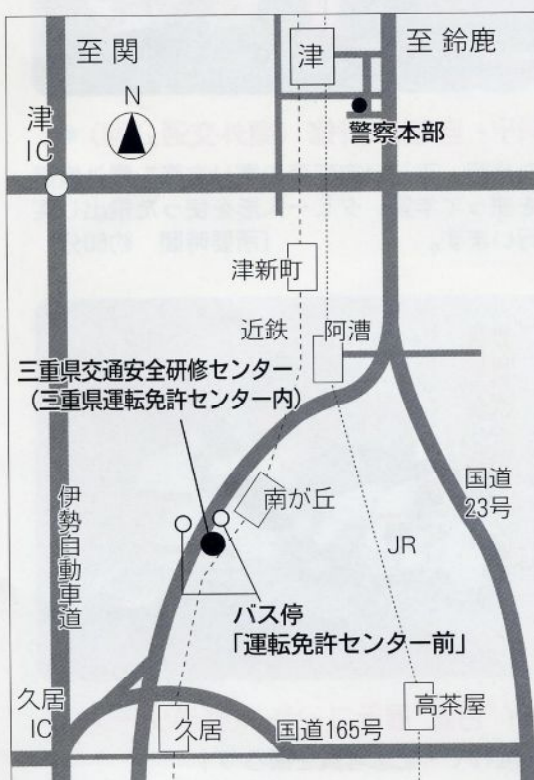 至 関
津
至 鈴鹿
津
IC
N
警察本部
津新町
近鉄
阿漕
三重県交通安全研修センター
(三重県運転免許センター内)
南が丘
国道
23号
伊勢自動車道
JR
バス停
「運転免許センター前」
久居
IC
久居
国道165号
高茶屋